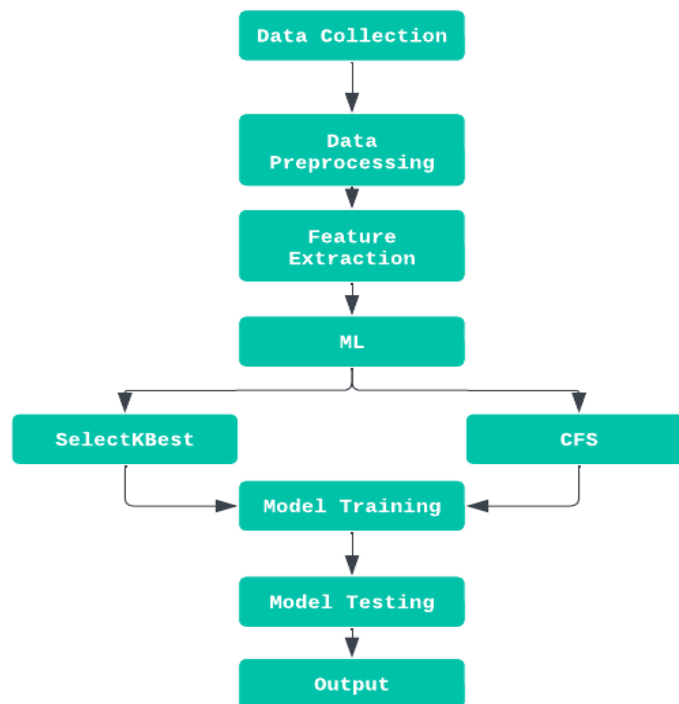 Data Collection
Data
Preprocessing
Feature
Extraction
ML
SelectKBest
CFS
Model Training
Model Testing
Output